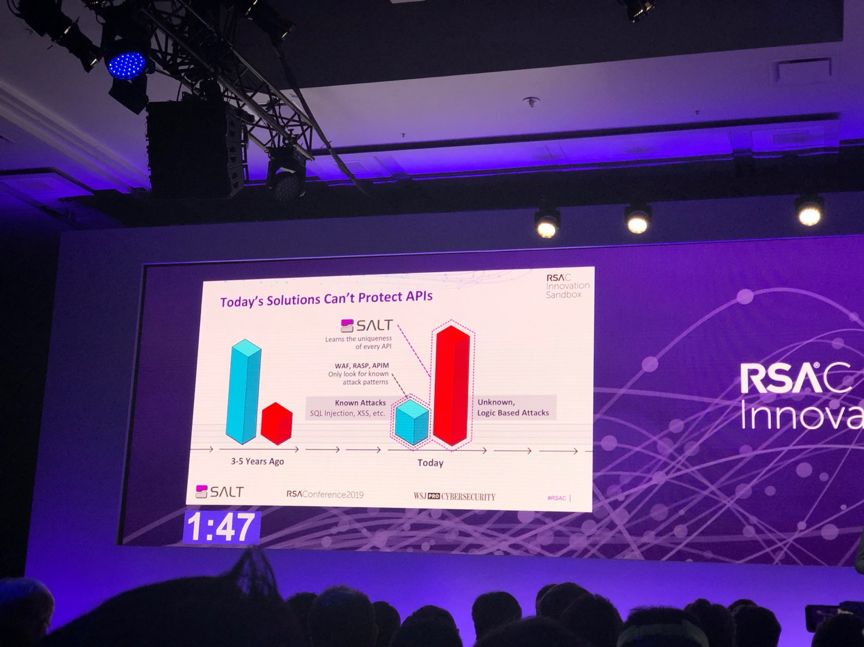 Today's Solutions Can't Protect APIs
RSAC
Innovation
Sandbox
SALT
Learns the uniqueness
of every API
WAF, RASP, APIM
Only look for known
attack patterns
Known Attacks
SQL Injection, XSS, etc.
Unknown,
Logic Based Attacks
3-5 Years Ago
Today
SALT
RSAConference2019
WSJ PRO CYBERSECURITY
#RSAC
1:47
RSAC
Innova